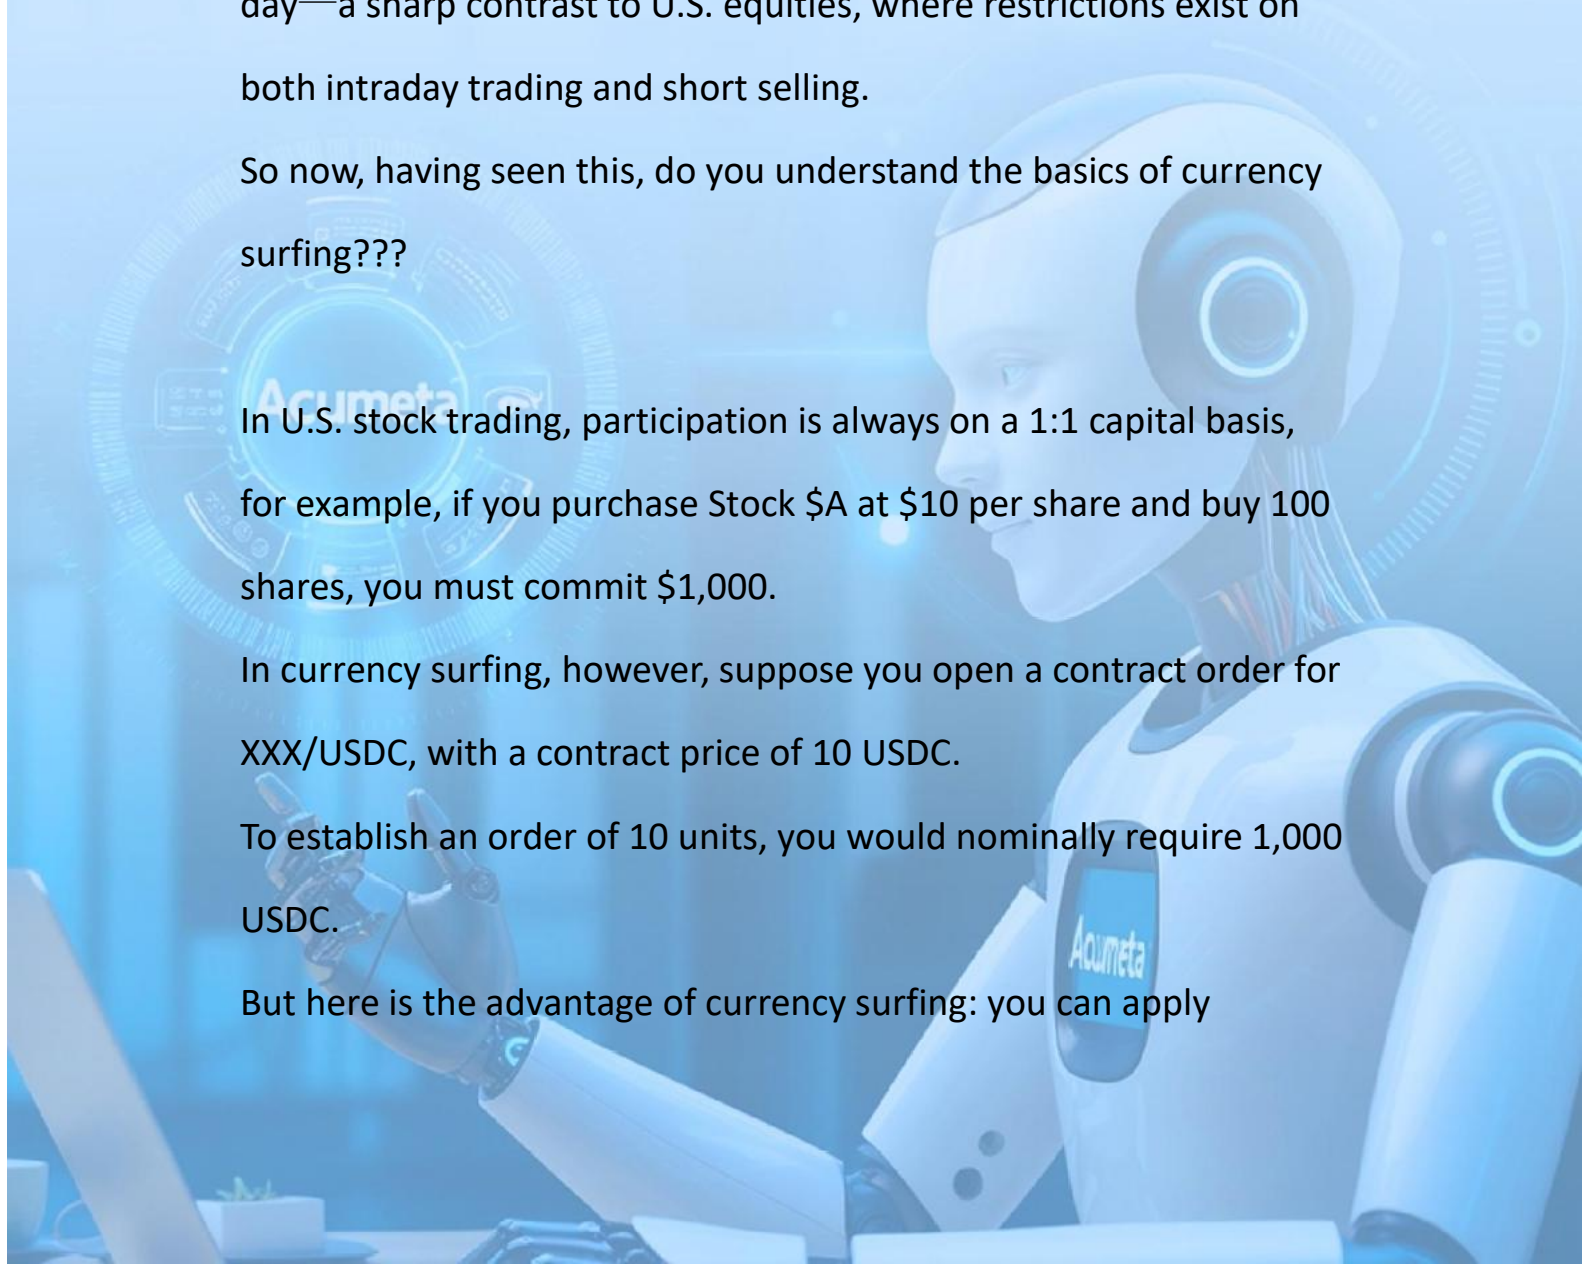 day—a sharp contrast to U.S. equities, where restrictions exist on
both intraday trading and short selling.
So now, having seen this, do you understand the basics of currency
surfing???
Acumeta
In U.S. stock trading, participation is always on a 1:1 capital basis,
for example, if you purchase Stock $A at $10 per share and buy 100
shares, you must commit $1,000.
In currency surfing, however, suppose you open a contract order for
XXX/USDC, with a contract price of 10 USDC.
To establish an order of 10 units, you would nominally require 1,000
USDC.
Acumeta
But here is the advantage of currency surfing: you can apply